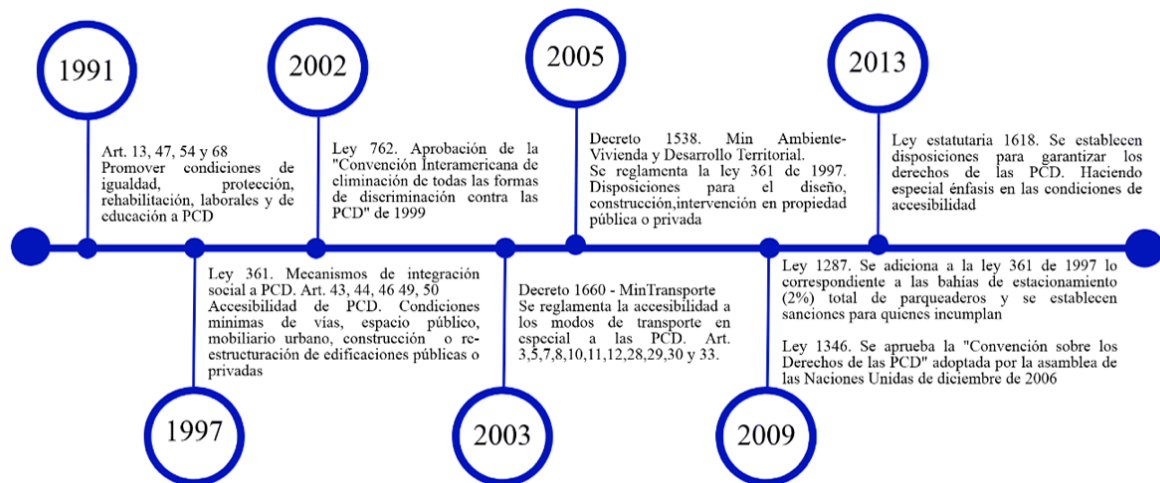 1991
Art. 13, 47, 54 y 68
Promover condiciones de
igualdad, protección,
rehabilitación, laborales y de
educación a PCD
1997
Ley 361. Mecanismos de integración
social a PCD. Art. 43, 44, 46 49, 50
Accesibilidad de PCD. Condiciones
mínimas de vías, espacio público,
mobiliario urbano, construcción o re-
estructuración de edificaciones públicas o
privadas
2002
Ley 762. Aprobación de la
"Convención Interamericana de
eliminación de todas las formas
de discriminación contra las
PCD" de 1999
2003
Decreto 1660 - MinTransporte
Se reglamenta la accesibilidad a
los modos de transporte en
especial a las PCD. Art.
3,5,7,8,10,11,12,28,29,30 y 33.
2005
Decreto 1538. Min Ambiente-
Vivienda y Desarrollo Territorial.
Se reglamenta la ley 361 de 1997.
Disposiciones para el diseño,
construcción,intervención en propiedad
pública o privada
2009
Ley 1287. Se adiciona a la ley 361 de 1997 lo
correspondiente a las bahías de estacionamiento
(2%) total de parqueaderos y se establecen
sanciones para quienes incumplan
Ley 1346. Se aprueba la "Convención sobre los
Derechos de las PCD" adoptada por la asamblea de
las Naciones Unidas de diciembre de 2006
2013
Ley estatutaria 1618. Se establecen
disposiciones para garantizar los
derechos de las PCD. Haciendo
especial énfasis en las condiciones de
accesibilidad